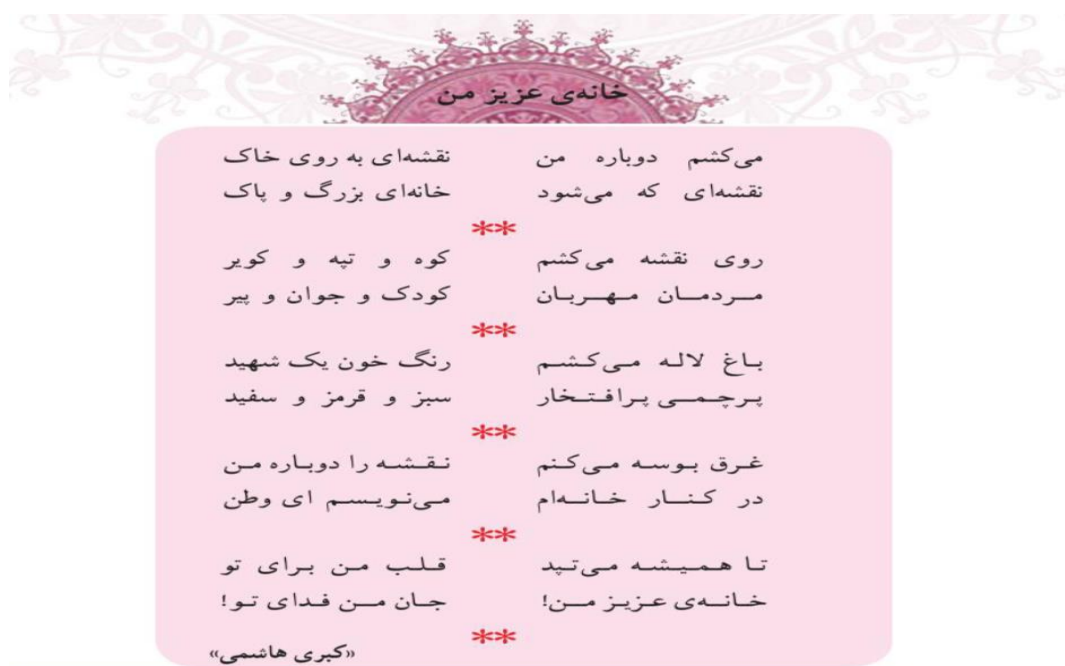 خانه‌ی عزیز من
می‌کشم دوباره من نقشه‌ای به روی خاک
نقشه‌ای که می‌شود خانه‌ای بزرگ و پاک
**
روی نقشه می‌کشم کوه و تپه و کویر
مردمان مهربان کودک و جوان و پیر
**
باغ لاله می‌کشم رنگ خون یک شهید
پرچمی پرافتخار سبز و قرمز و سفید
**
غرق بوسه می‌کنم نقشه را دوباره من
در کنار خانه‌ام می‌نویسم ای وطن
**
تا همیشه می‌تپد قلب من برای تو
خانه‌ی عزیز من! جان من فدای تو!
**
«کبری هاشمی»